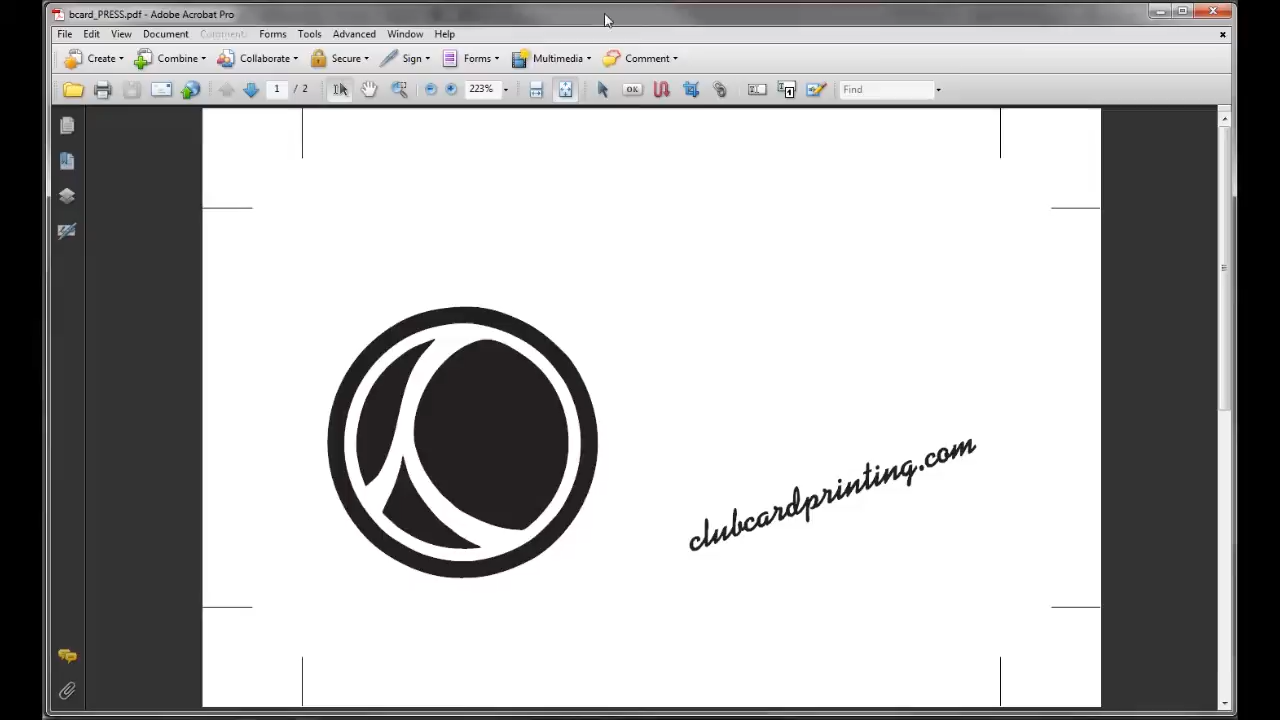 bcard_PRESS.pdf - Adobe Acrobat Pro
File Edit View Document Comments Forms Tools Advanced Window Help
Create Combine Collaborate Secure Sign Forms Multimedia Comment
1 / 2 223% OK Find
clubcardprinting.com